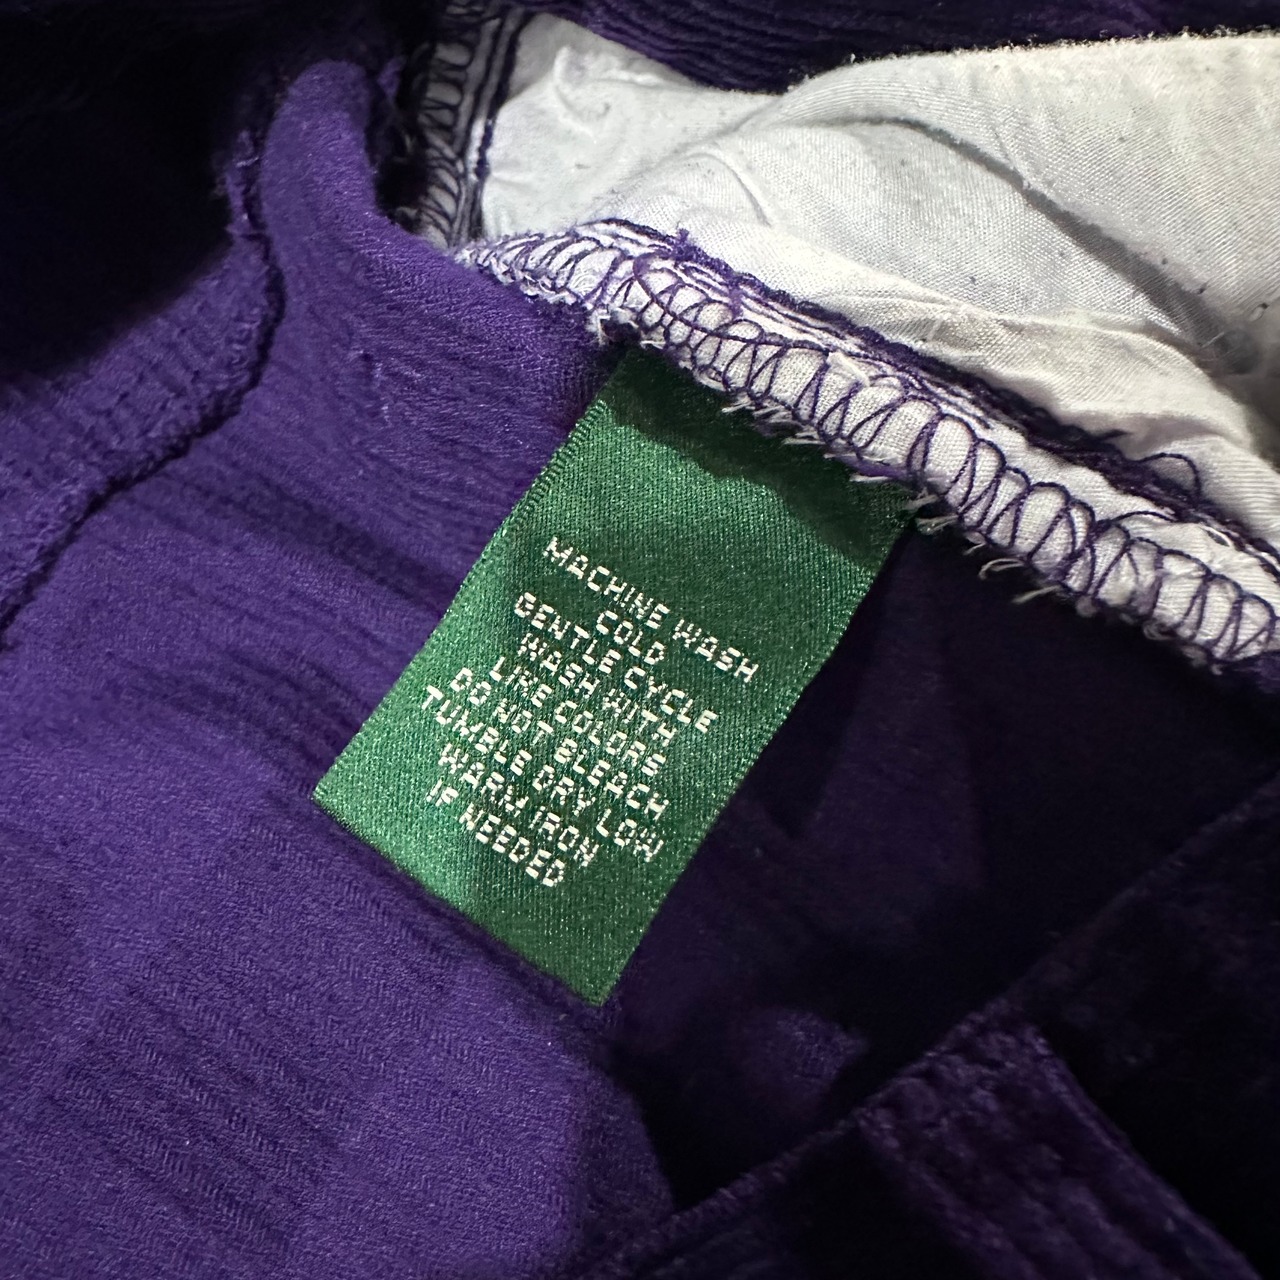 MACHINE WASH
COLD
GENTLE CYCLE
WASH WITH
LIKE COLORS
DO NOT BLEACH
TUMBLE DRY LOW
WARM IRON
IF NEEDED